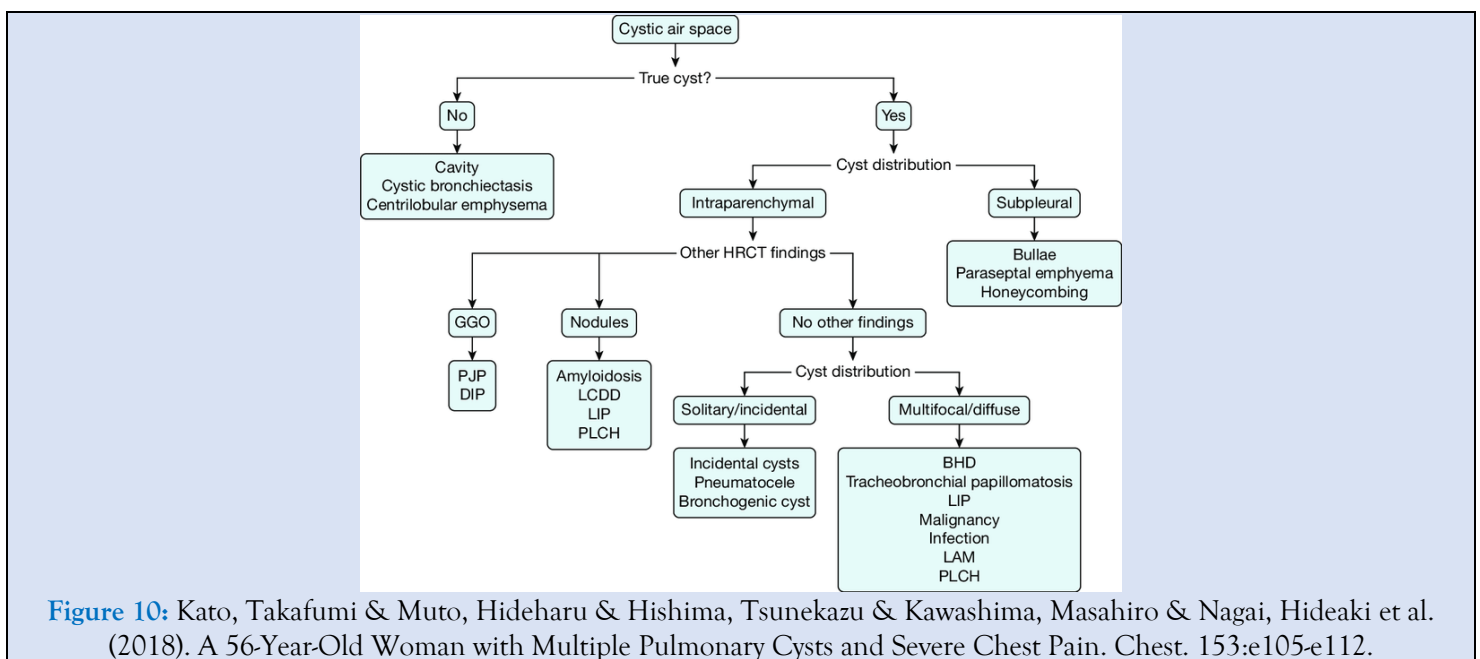 Cystic air space
True cyst?
No
Yes
Cavity
Cystic bronchiectasis
Centrilobular emphysema
Cyst distribution
Intraparenchymal
Subpleural
Other HRCT findings
Bullae
Paraseptal emphyema
Honeycombing
GGO
Nodules
No other findings
PJP
DIP
Amyloidosis
LCDD
LIP
PLCH
Cyst distribution
Solitary/incidental
Multifocal/diffuse
Incidental cysts
Pneumatocele
Bronchogenic cyst
BHD
Tracheobronchial papillomatosis
LIP
Malignancy
Infection
LAM
PLCH
Figure 10: Kato, Takafumi & Muto, Hideharu & Hishima, Tsunekazu & Kawashima, Masahiro & Nagai, Hideaki et al.
(2018). A 56-Year-Old Woman with Multiple Pulmonary Cysts and Severe Chest Pain. Chest. 153:e105-e112.